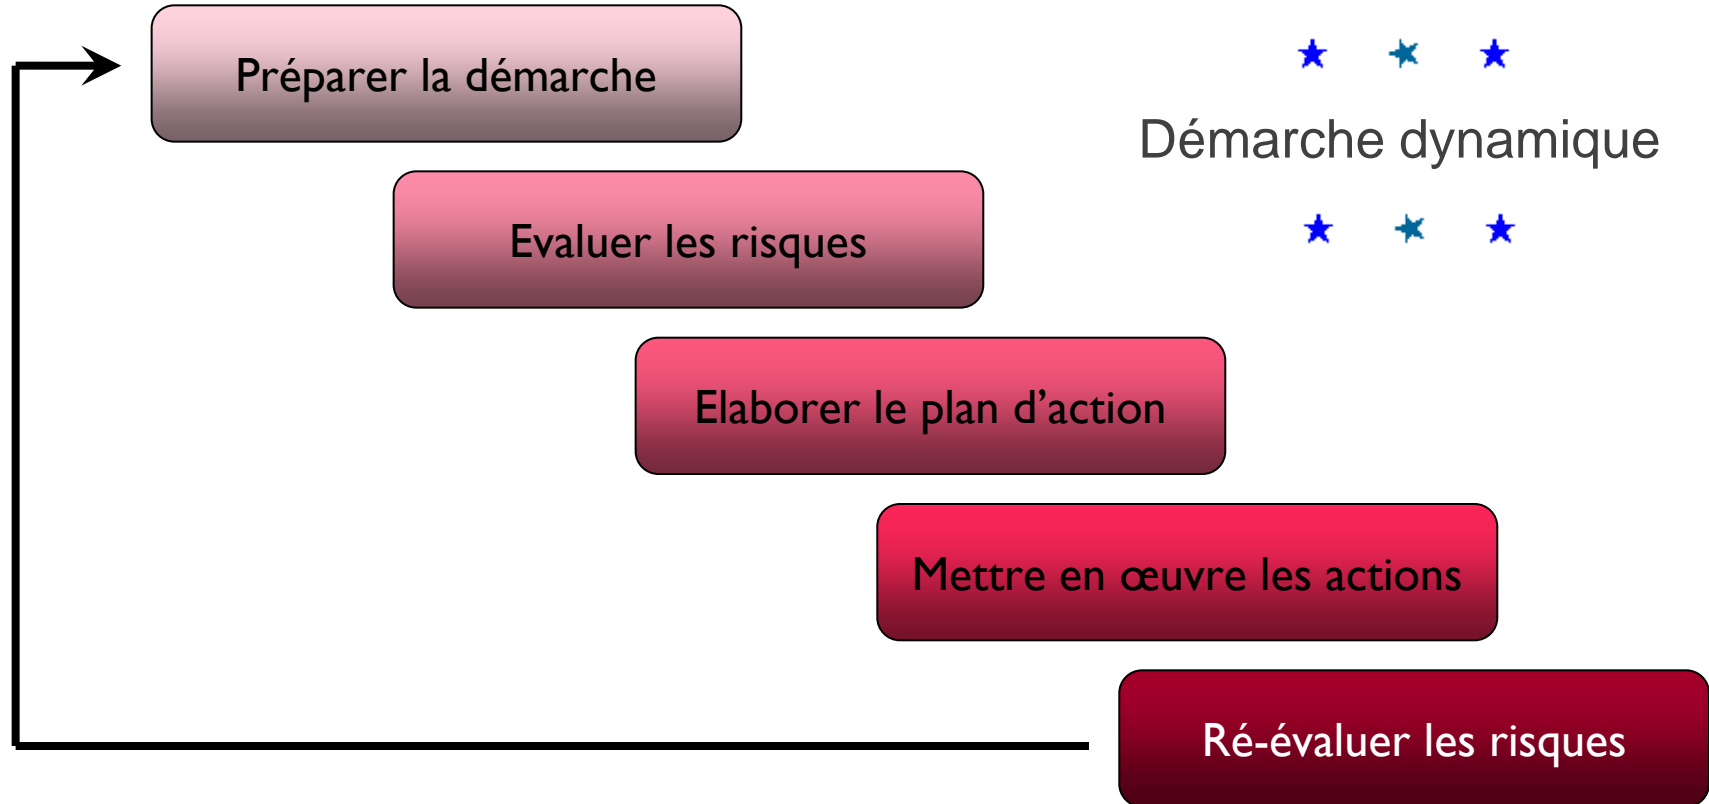 Préparer la démarche
Démarche dynamique
Evaluer les risques
Elaborer le plan d’action
Mettre en œuvre les actions
Ré-évaluer les risques